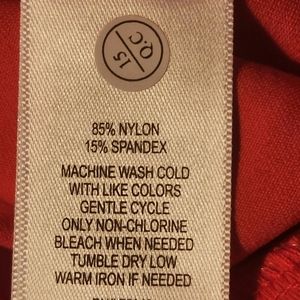 15
Q.C
85% NYLON
15% SPANDEX
MACHINE WASH COLD
WITH LIKE COLORS
GENTLE CYCLE
ONLY NON-CHLORINE
BLEACH WHEN NEEDED
TUMBLE DRY LOW
WARM IRON IF NEEDED